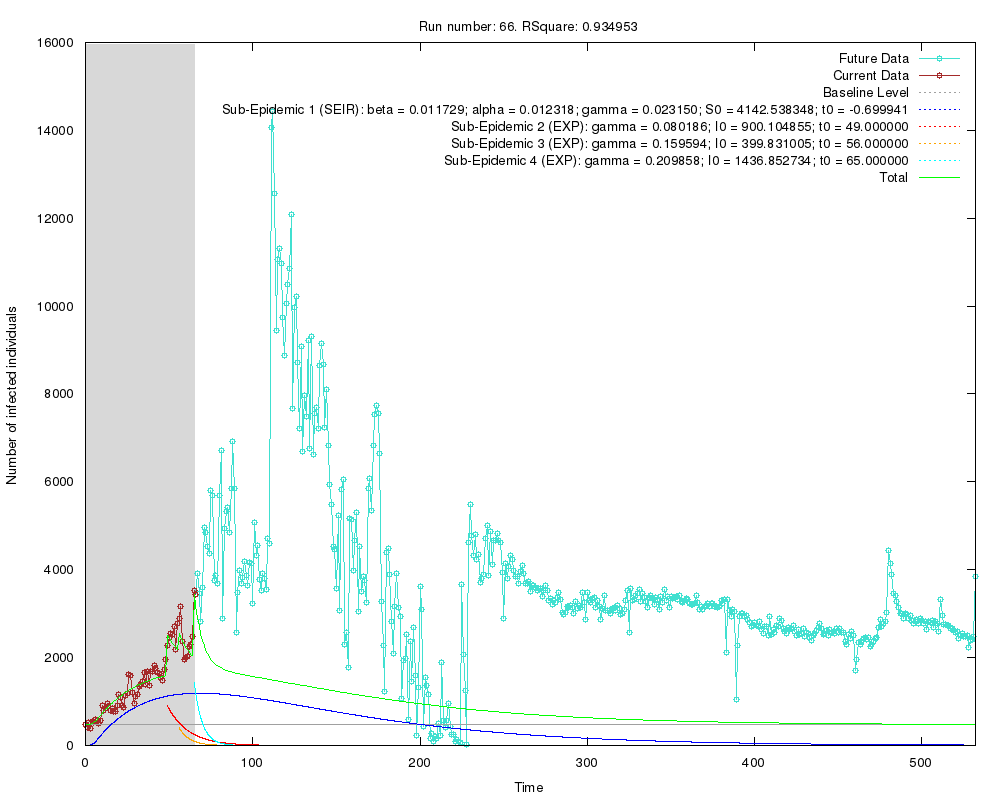 Run number: 66. RSquare: 0.934953
16000
14000
12000
10000
8000
6000
4000
2000
0
Number of infected individuals
Future Data
Current Data
Baseline Level
Sub-Epidemic 1 (SEIR): beta = 0.011729; alpha = 0.012318; gamma = 0.023150; S0 = 4142.538348; t0 = -0.699941
Sub-Epidemic 2 (EXP): gamma = 0.080186; I0 = 900.104855; t0 = 49.000000
Sub-Epidemic 3 (EXP): gamma = 0.159594; I0 = 399.831005; t0 = 56.000000
Sub-Epidemic 4 (EXP): gamma = 0.209858; I0 = 1436.852734; t0 = 65.000000
Total
0 100 200 300 400 500
Time